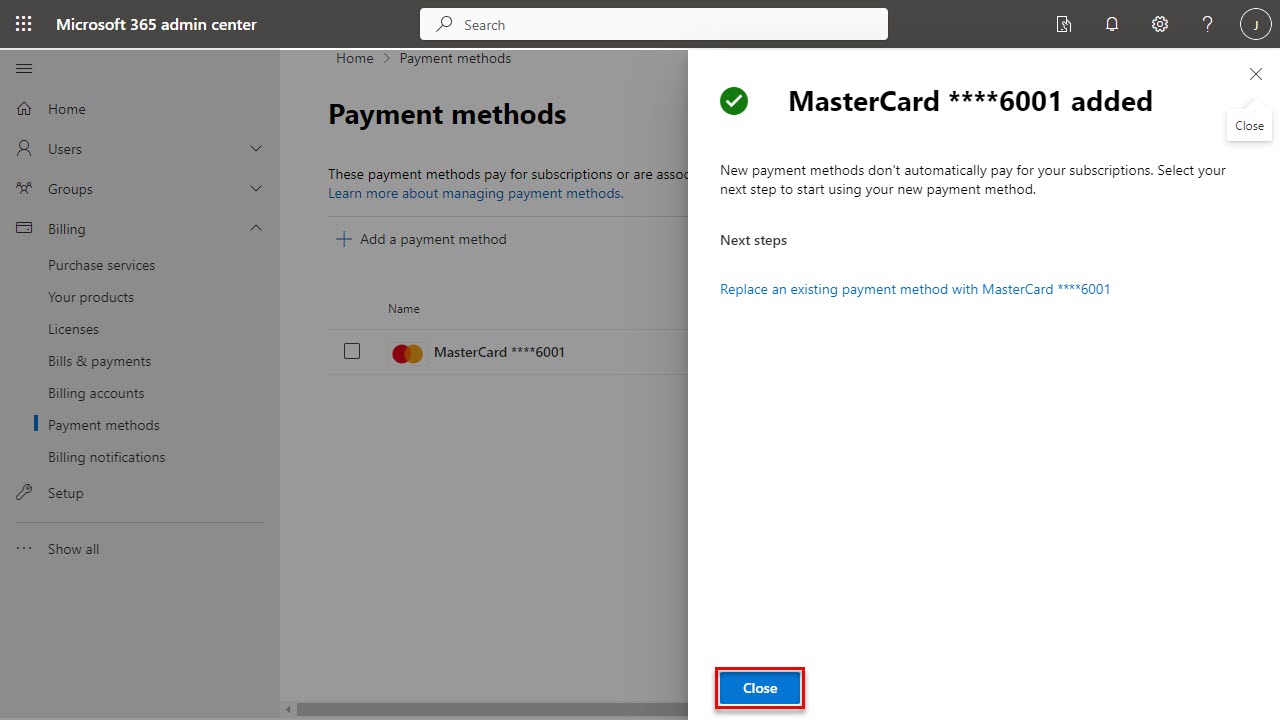 Microsoft 365 admin center
Search
J
Home
Users
Groups
Billing
Purchase services
Your products
Licenses
Bills & payments
Billing accounts
Payment methods
Billing notifications
Setup
Show all
Home > Payment methods
Payment methods
These payment methods pay for subscriptions or are assoc
Learn more about managing payment methods.
Add a payment method
Name
MasterCard ****6001
MasterCard ****6001 added
Close
New payment methods don't automatically pay for your subscriptions. Select your
next step to start using your new payment method.
Next steps
Replace an existing payment method with MasterCard ****6001
Close